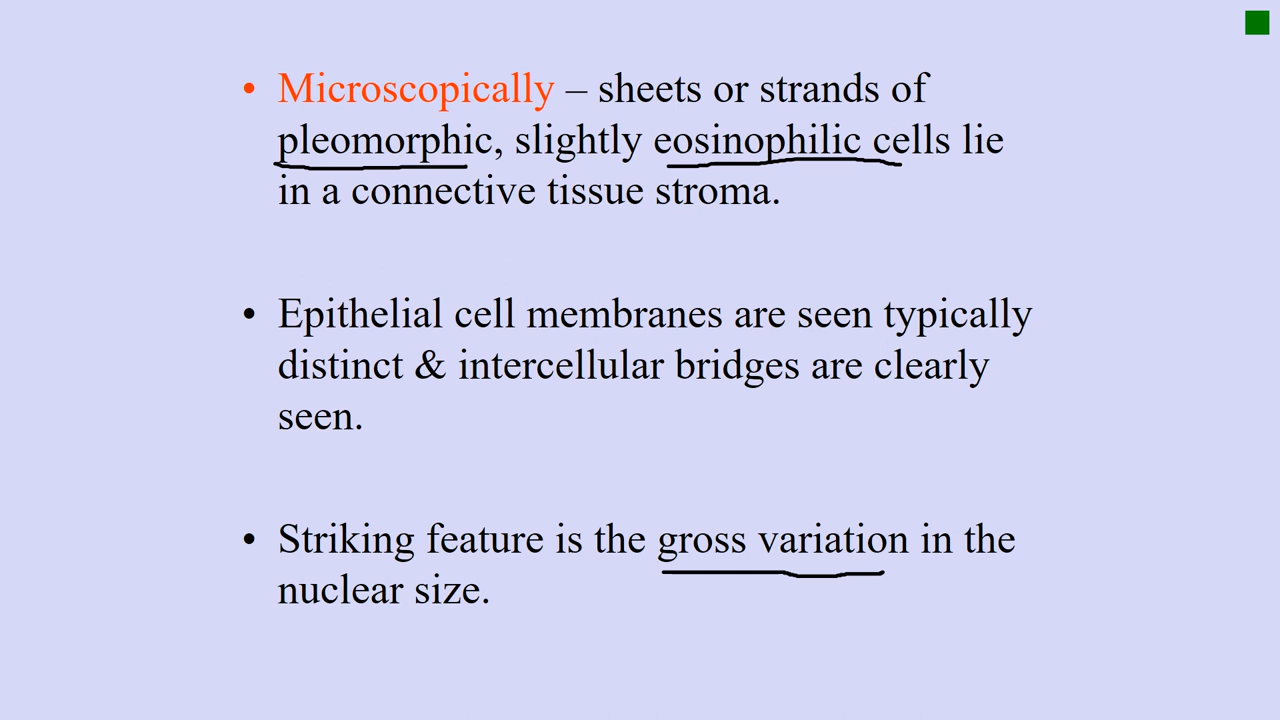 • Microscopically – sheets or strands of
pleomorphic, slightly eosinophilic cells lie
in a connective tissue stroma.
• Epithelial cell membranes are seen typically
distinct & intercellular bridges are clearly
seen.
• Striking feature is the gross variation in the
nuclear size.